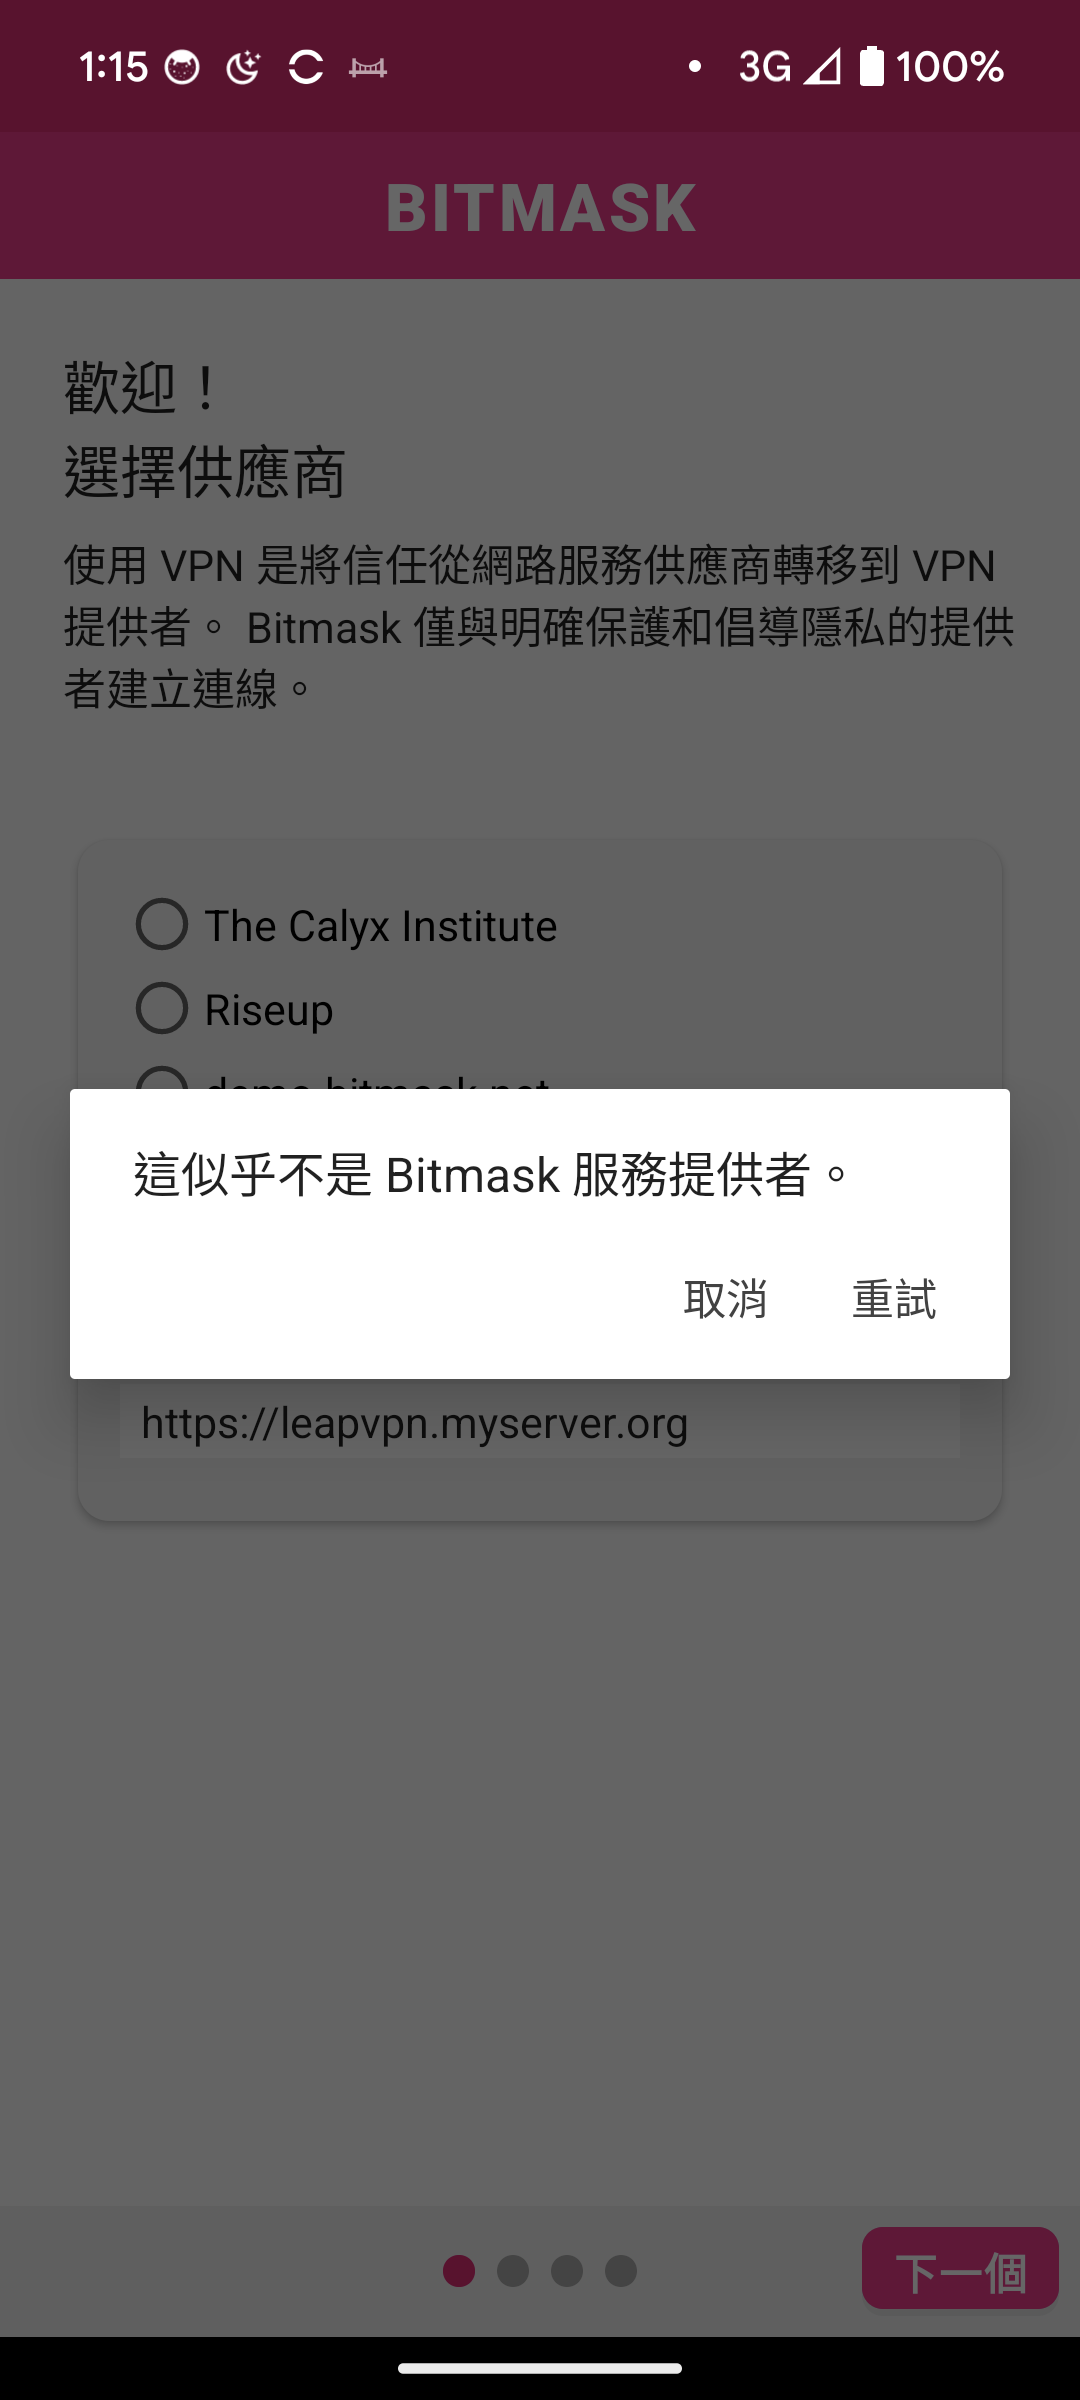 1:15
3G
100%
BITMASK
歡迎！
選擇供應商
使用 VPN 是將信任從網路服務供應商轉移到 VPN
提供者。 Bitmask 僅與明確保護和倡導隱私的提供
者建立連線。
The Calyx Institute
Riseup
demo.bitmask.net
這似乎不是 Bitmask 服務提供者。
取消
重試
https://leapvpn.myserver.org
下一個